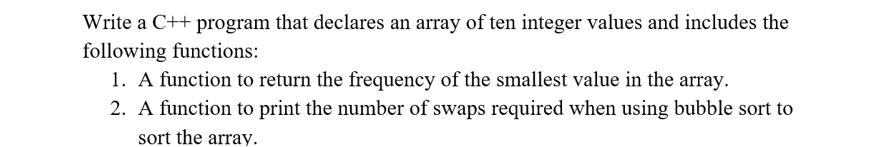 Write a C++ program that declares an array of ten integer values and includes the
following functions:
1. A function to return the frequency of the smallest value in the array.
2. A function to print the number of swaps required when using bubble sort to
sort the array.